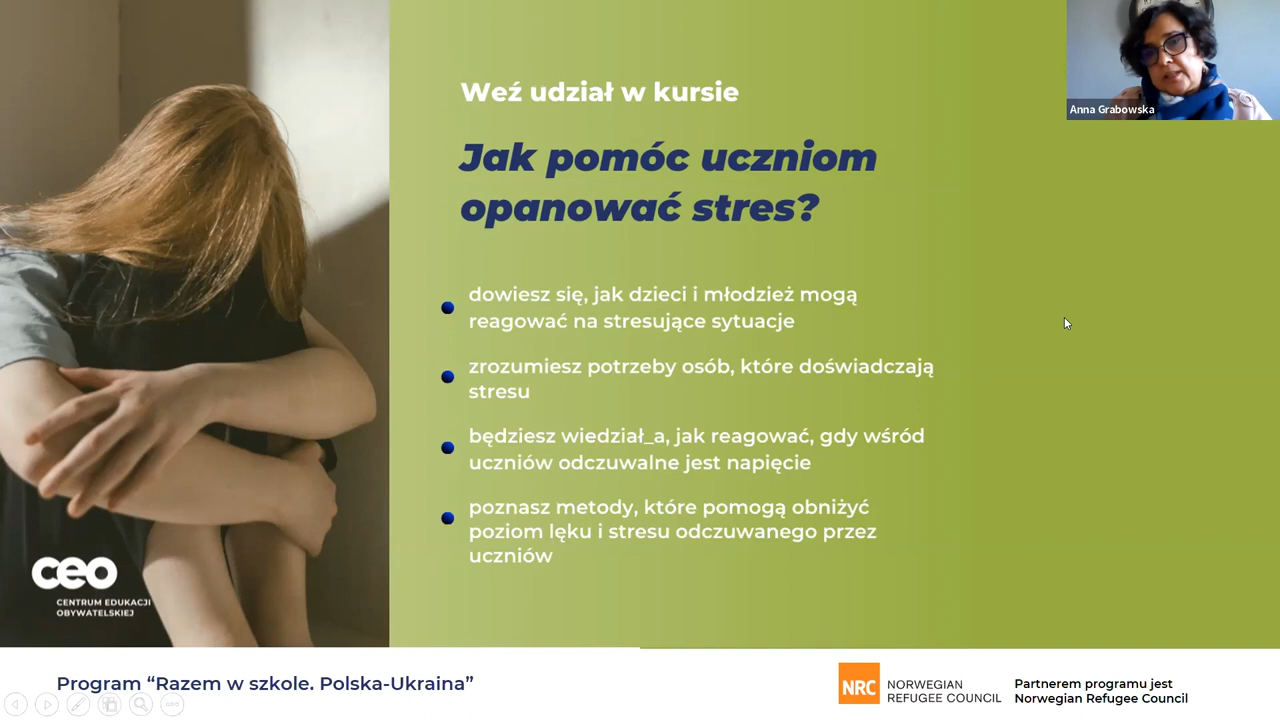 Weź udział w kursie
Jak pomóc uczniom
opanować stres?
dowiesz się, jak dzieci i młodzież mogą
reagować na stresujące sytuacje
zrozumiesz potrzeby osób, które doświadczają
stresu
będziesz wiedział_a, jak reagować, gdy wśród
uczniów odczuwalne jest napięcie
poznasz metody, które pomogą obniżyć
poziom lęku i stresu odczuwanego przez
uczniów
Anna Grabowska
ceo
CENTRUM EDUKACJI
OBYWATELSKIEJ
Program “Razem w szkole. Polska-Ukraina”
NRC
NORWEGIAN
REFUGEE COUNCIL
Partnerem programu jest
Norwegian Refugee Council